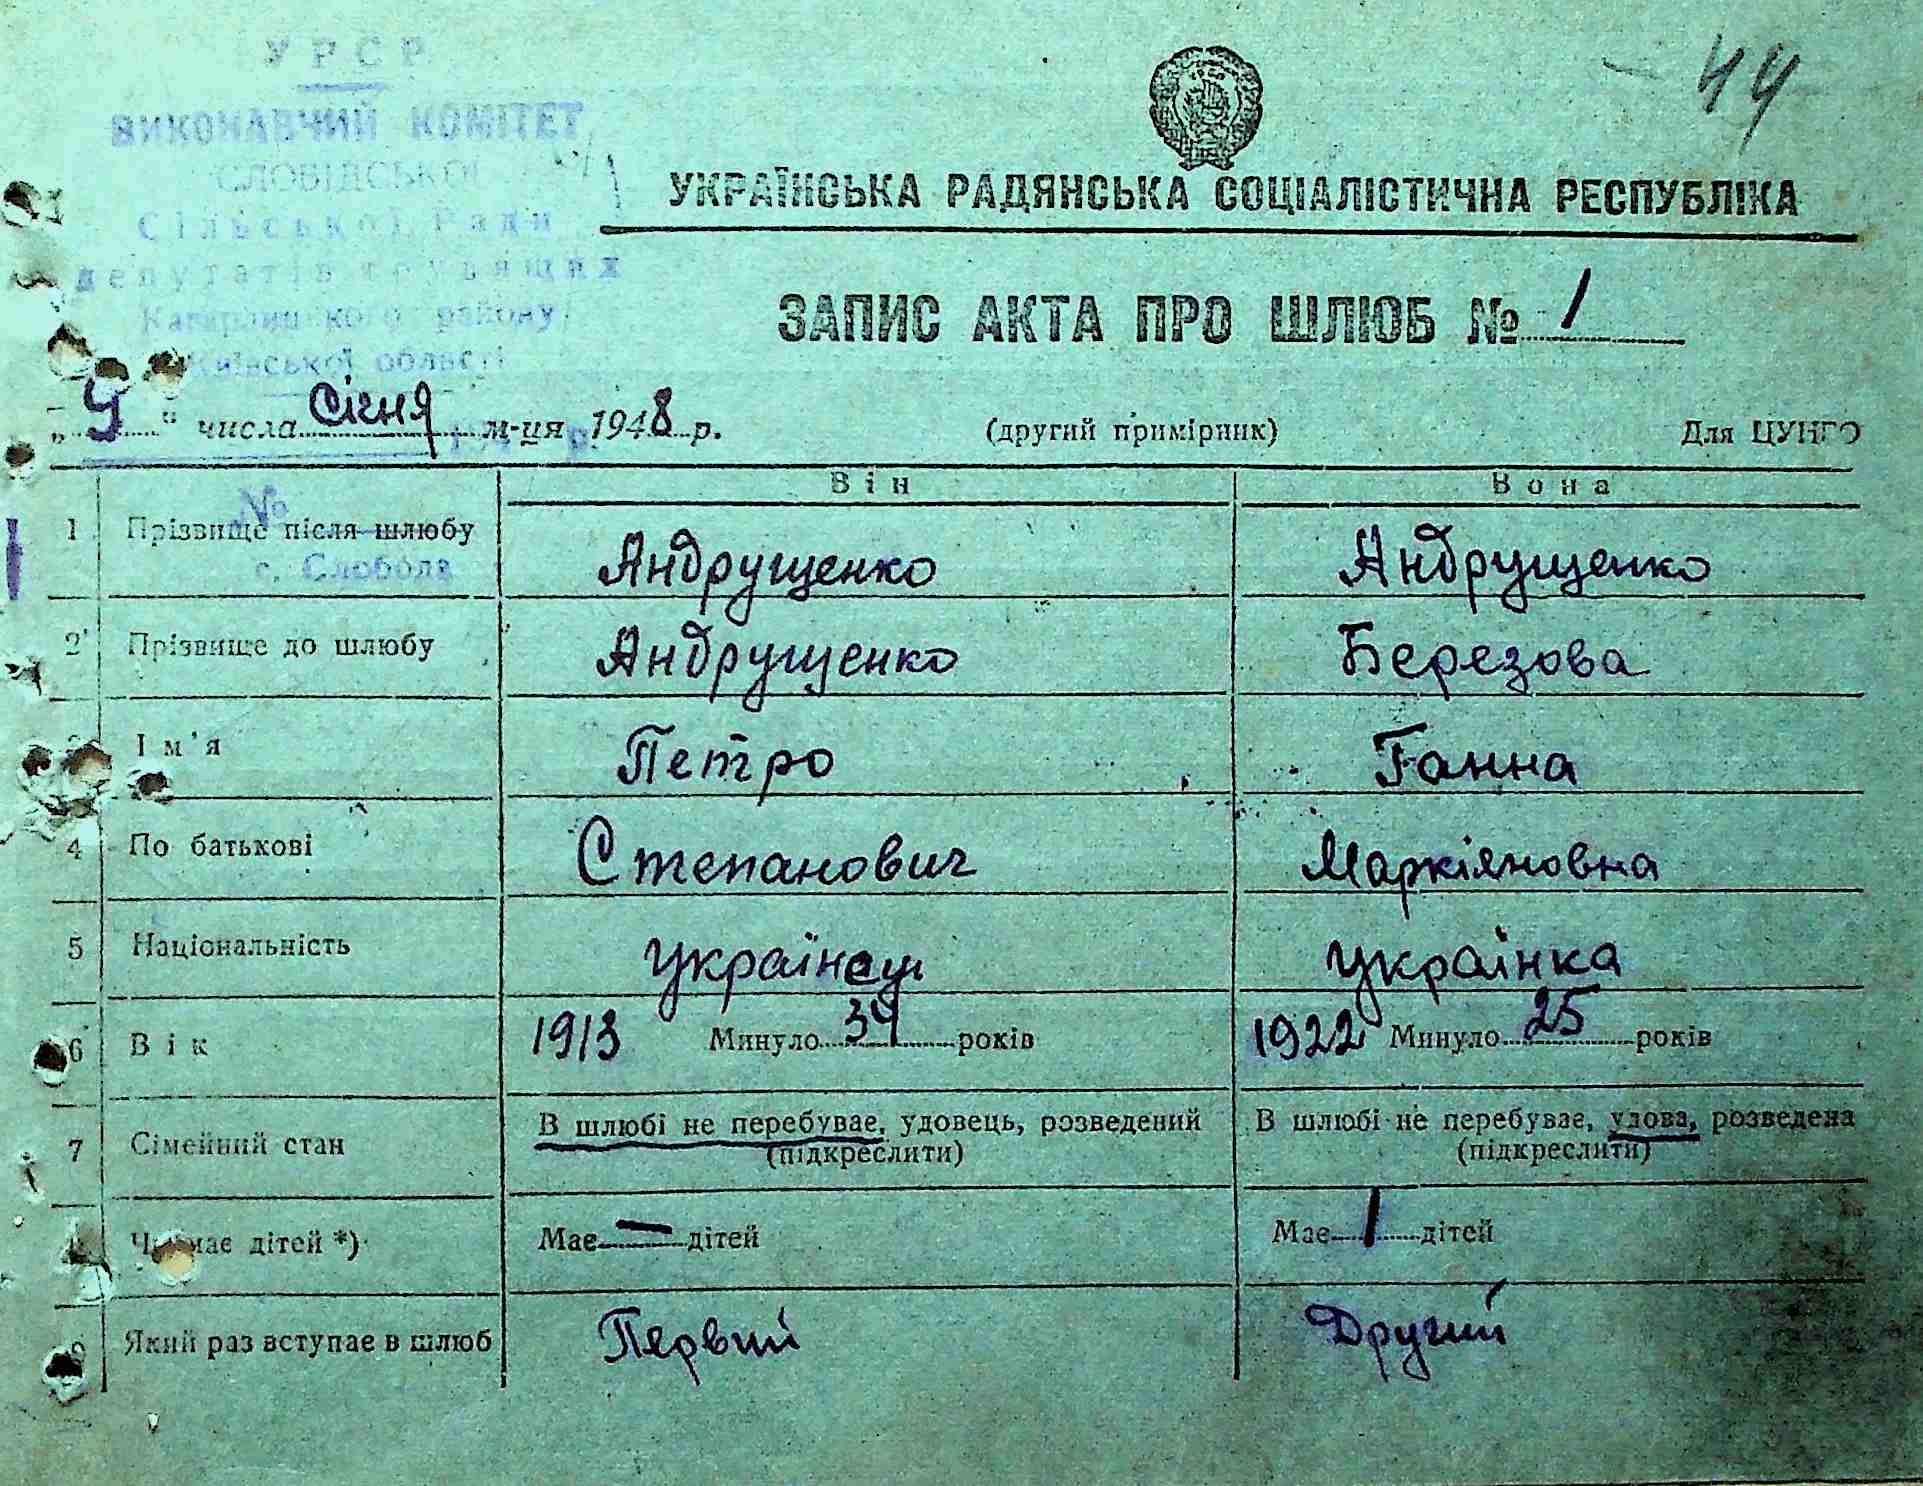 УРСР
ВИКОНАВЧИЙ КОМІТЕТ
СЛОБІДСЬКОЇ
Сільської Ради
депутатів трудящих
Кагарлицького району
Київської області
44
УКРАЇНСЬКА РАДЯНСЬКА СОЦІАЛІСТИЧНА РЕСПУБЛІКА
ЗАПИС АКТА ПРО ШЛЮБ № 1
„9“ числа січня м-ця 1948 р. (другий примірник) Для ЦУНГО
№
с. Слобода
Він Вона
1 Прізвище після шлюбу Андрущенко Андрущенко
2 Прізвище до шлюбу Андрущенко Березова
3 Ім'я Петро Ганна
4 По батькові Степанович Маркіяновна
5 Національність українець українка
6 Вік 1913 Минуло 34 років 1922 Минуло 25 років
7 Сімейний стан В шлюбі не перебуває, удовець, розведений В шлюбі не перебуває, удова, розведена
(підкреслити) (підкреслити)
Чи має дітей *) Має — дітей Має 1 дітей
9 Який раз вступає в шлюб Первий Другий